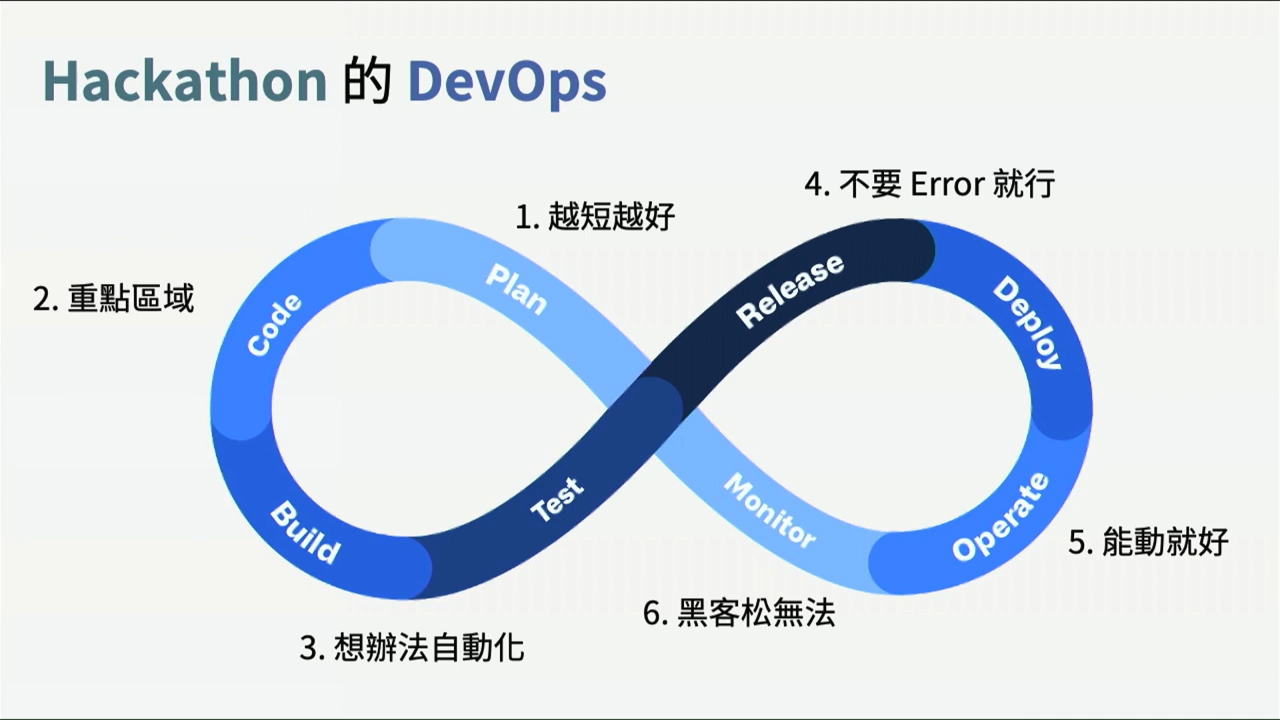 Hackathon 的 DevOps
4. 不要 Error 就行
1. 越短越好
2. 重點區域
Plan
Release
Code
Deploy
Build
Test
Monitor
Operate
5. 能動就好
6. 黑客松無法
3. 想辦法自動化